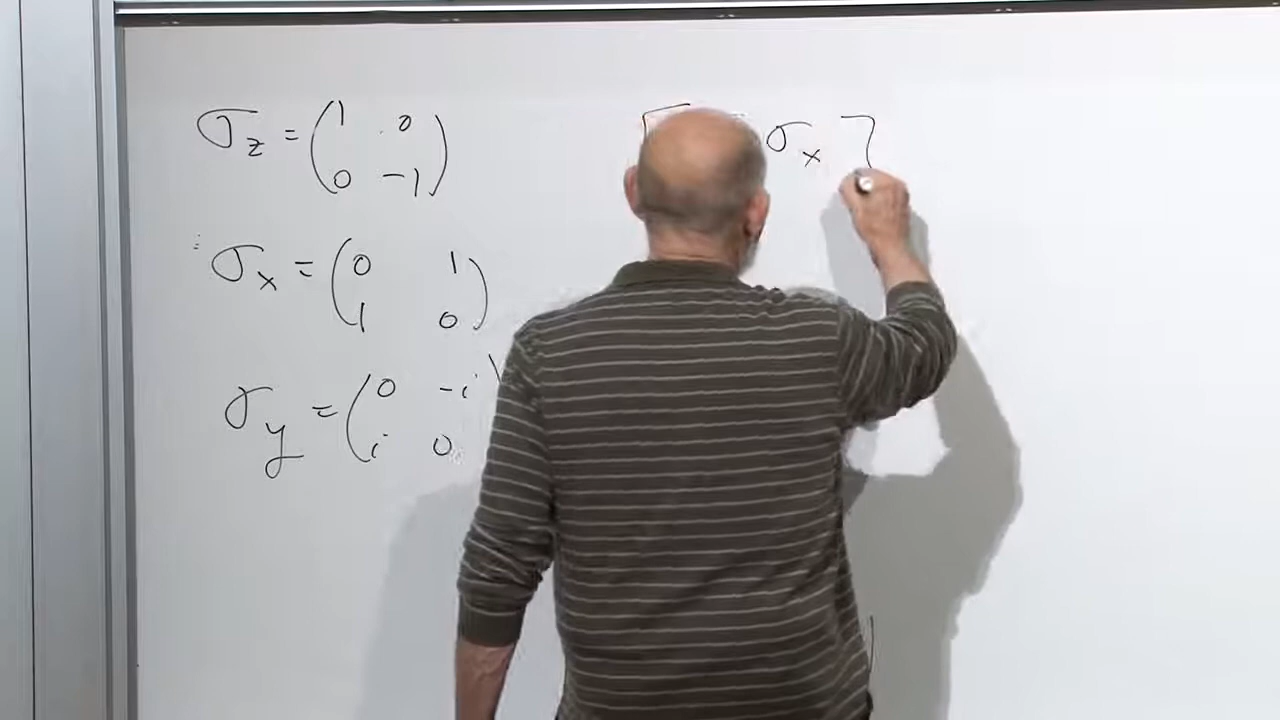 σz = (1 0
0 -1)
[ σx ]
σx = (0 1
1 0)
σy = (0 -i)
(i 0